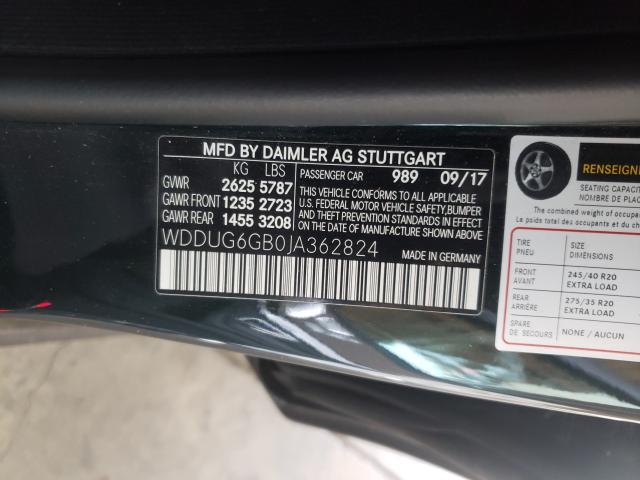 MFD BY DAIMLER AG STUTTGART
KG LBS PASSENGER CAR 989 09/17
GVWR 2625 5787
GAWR FRONT 1235 2723
GAWR REAR 1455 3208
THIS VEHICLE CONFORMS TO ALL APPLICABLE
U.S. FEDERAL MOTOR VEHICLE SAFETY,BUMPER
AND THEFT PREVENTION STANDARDS IN EFFECT
ON THE DATE OF MANUFACTURE SHOWN ABOVE.
WDDUG6GB0JA362824 MADE IN GERMANY
RENSEIGNEME
SEATING CAPACITY
NOMBRE DE PLACES
The combined weight of occupants
Le poids total des occupants
TIRE SIZE
PNEU DIMENSIONS
FRONT 245/40 R20
AVANT EXTRA LOAD
REAR 275/35 R20
ARRIÈRE EXTRA LOAD
SPARE NONE / AUCUN
DE SECOURS